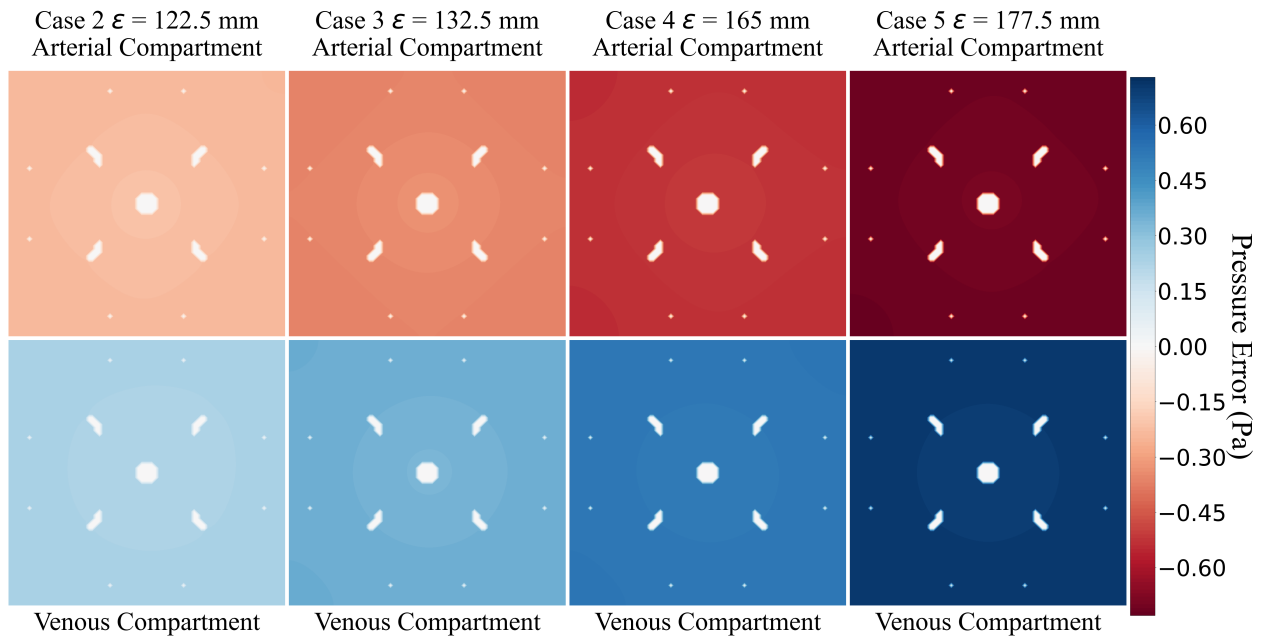 Case 2 ε = 122.5 mm
Arterial Compartment
Case 3 ε = 132.5 mm
Arterial Compartment
Case 4 ε = 165 mm
Arterial Compartment
Case 5 ε = 177.5 mm
Arterial Compartment
0.60
0.45
0.30
0.15
0.00
−0.15
−0.30
−0.45
−0.60
Pressure Error (Pa)
Venous Compartment
Venous Compartment
Venous Compartment
Venous Compartment